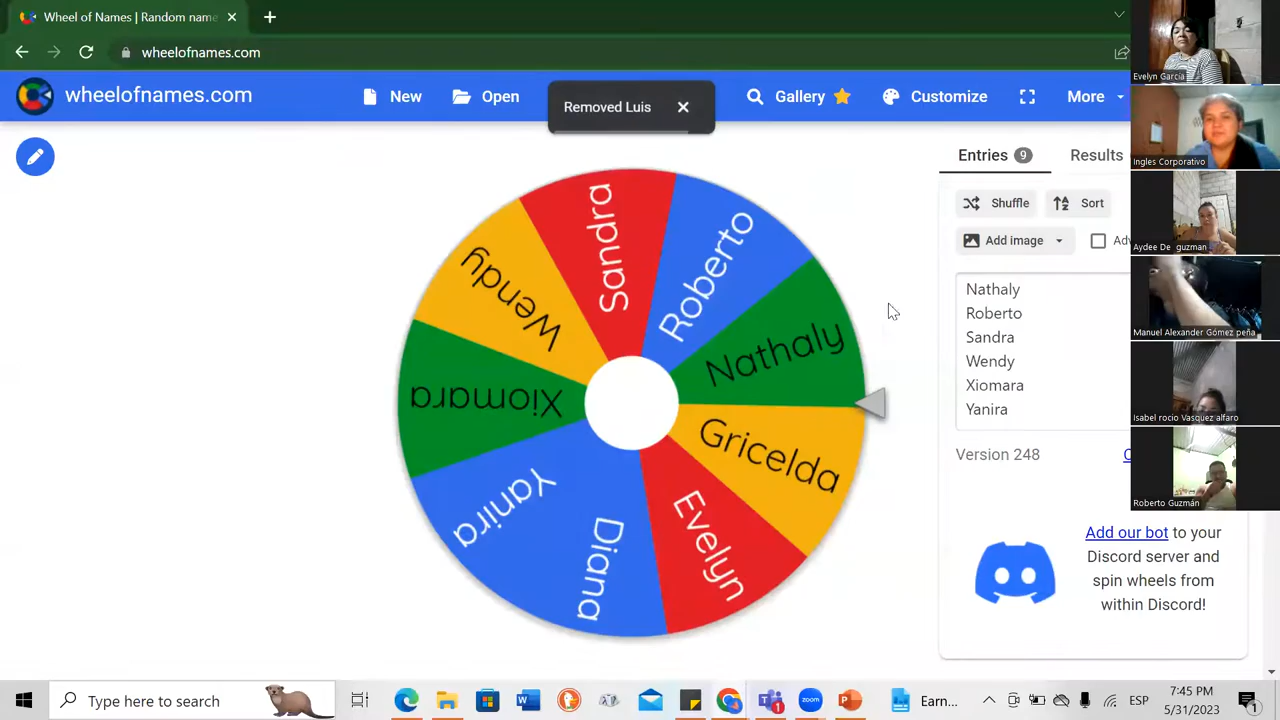 Wheel of Names | Random name
wheelofnames.com
wheelofnames.com
New
Open
Removed Luis
Gallery
Customize
More
Entries 9
Results
Shuffle
Sort
Add image
Nathaly
Roberto
Sandra
Wendy
Xiomara
Yanira
Version 248
Add our bot to your
Discord server and
spin wheels from
within Discord!
Sandra
Roberto
Nathaly
Gricelda
Evelyn
Diana
Yanira
Xiomara
Wendy
Evelyn García
Ingles Corporativo
Aydee De guzman
Manuel Alexander Gómez peña
Isabel rocio Vasquez alfaro
Roberto Guzmán
Type here to search
Earn...
ESP
7:45 PM
5/31/2023